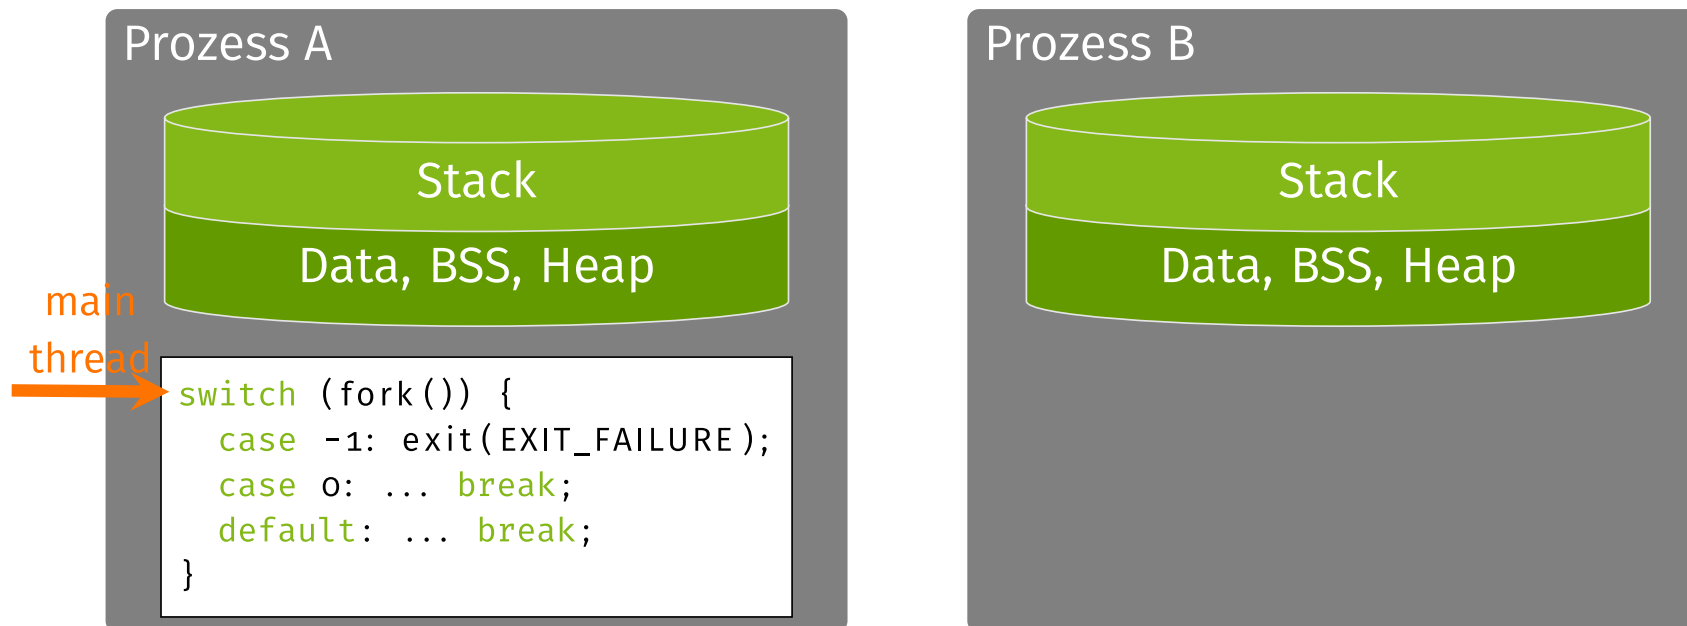 Prozess A
Stack
Data, BSS, Heap
main
thread
switch (fork()) {
case -1: exit(EXIT_FAILURE);
case 0: ... break;
default: ... break;
}
Prozess B
Stack
Data, BSS, Heap